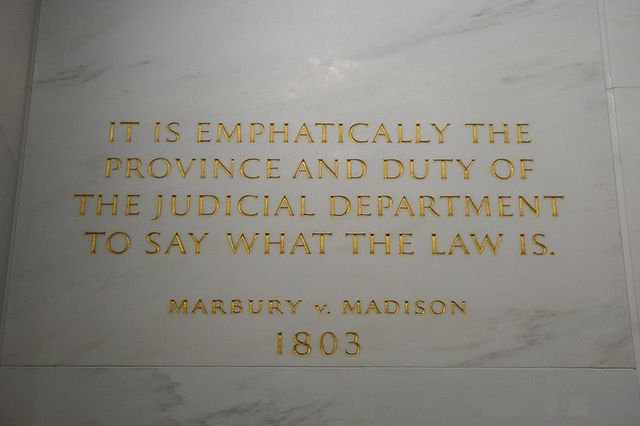 IT IS EMPHATICALLY THE
PROVINCE AND DUTY OF
THE JUDICIAL DEPARTMENT
TO SAY WHAT THE LAW IS.
MARBURY v. MADISON
1803